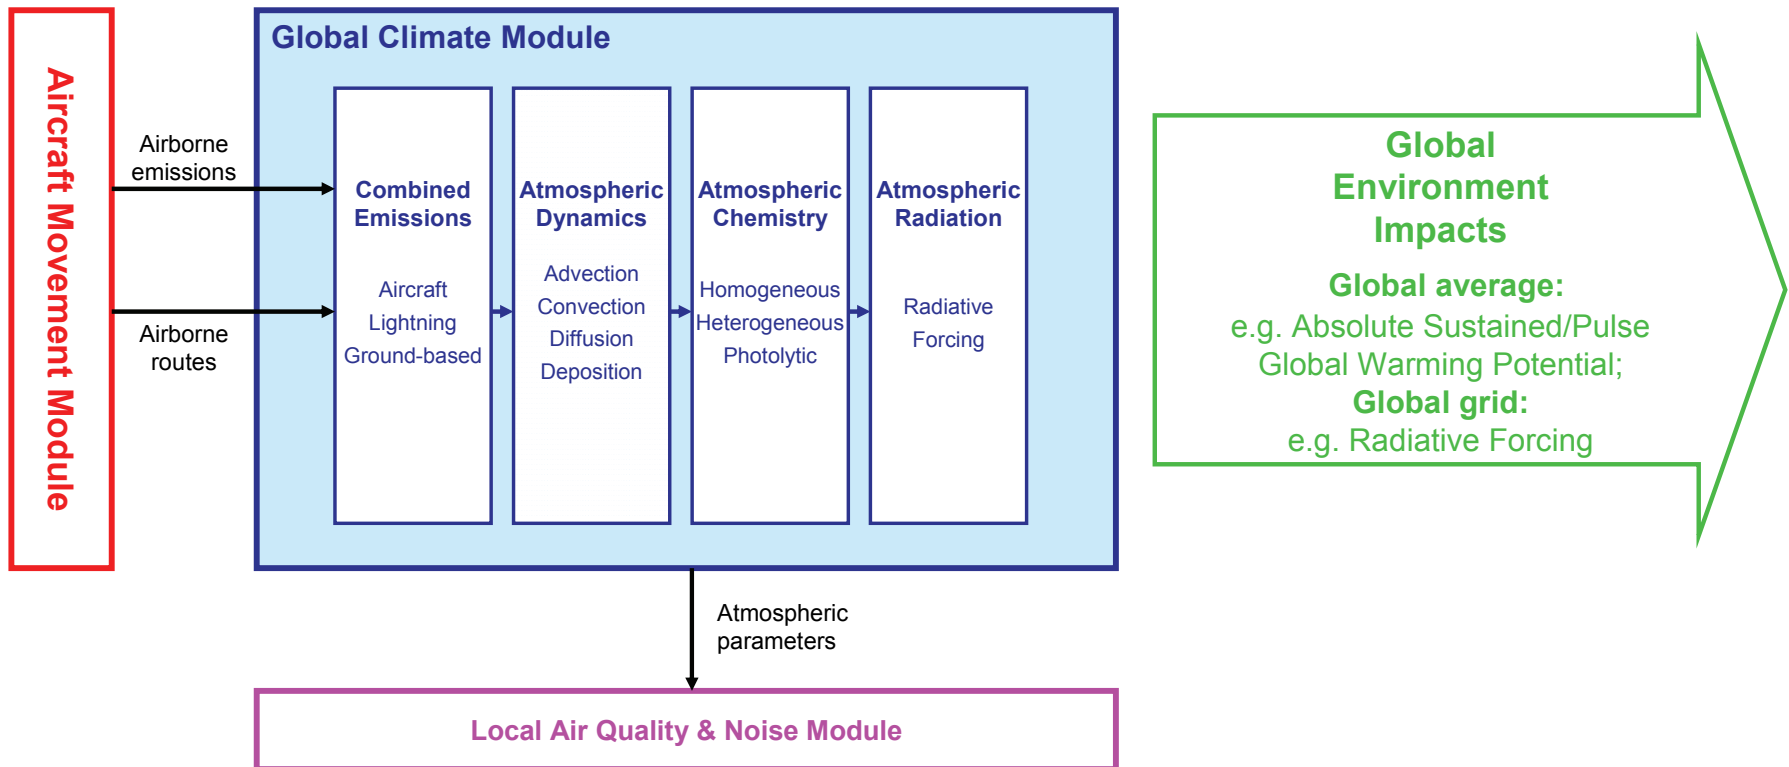 Aircraft Movement Module
Airborne
emissions
Airborne
routes
Global Climate Module
Combined
Emissions
Aircraft
Lightning
Ground-based
Atmospheric
Dynamics
Advection
Convection
Diffusion
Deposition
Atmospheric
Chemistry
Homogeneous
Heterogeneous
Photolytic
Atmospheric
Radiation
Radiative
Forcing
Global
Environment
Impacts
Global average:
e.g. Absolute Sustained/Pulse
Global Warming Potential;
Global grid:
e.g. Radiative Forcing
Atmospheric
parameters
Local Air Quality & Noise Module